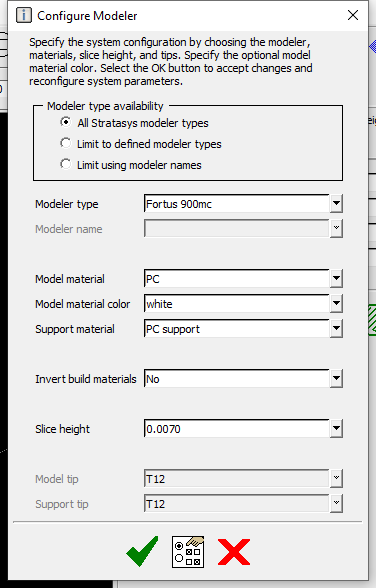 Configure Modeler
Specify the system configuration by choosing the modeler,
materials, slice height, and tips. Specify the optional model
material color. Select the OK button to accept changes and
reconfigure system parameters.
Modeler type availability
All Stratasys modeler types
Limit to defined modeler types
Limit using modeler names
Modeler type Fortus 900mc
Modeler name
Model material PC
Model material color white
Support material PC support
Invert build materials No
Slice height 0.0070
Model tip T12
Support tip T12